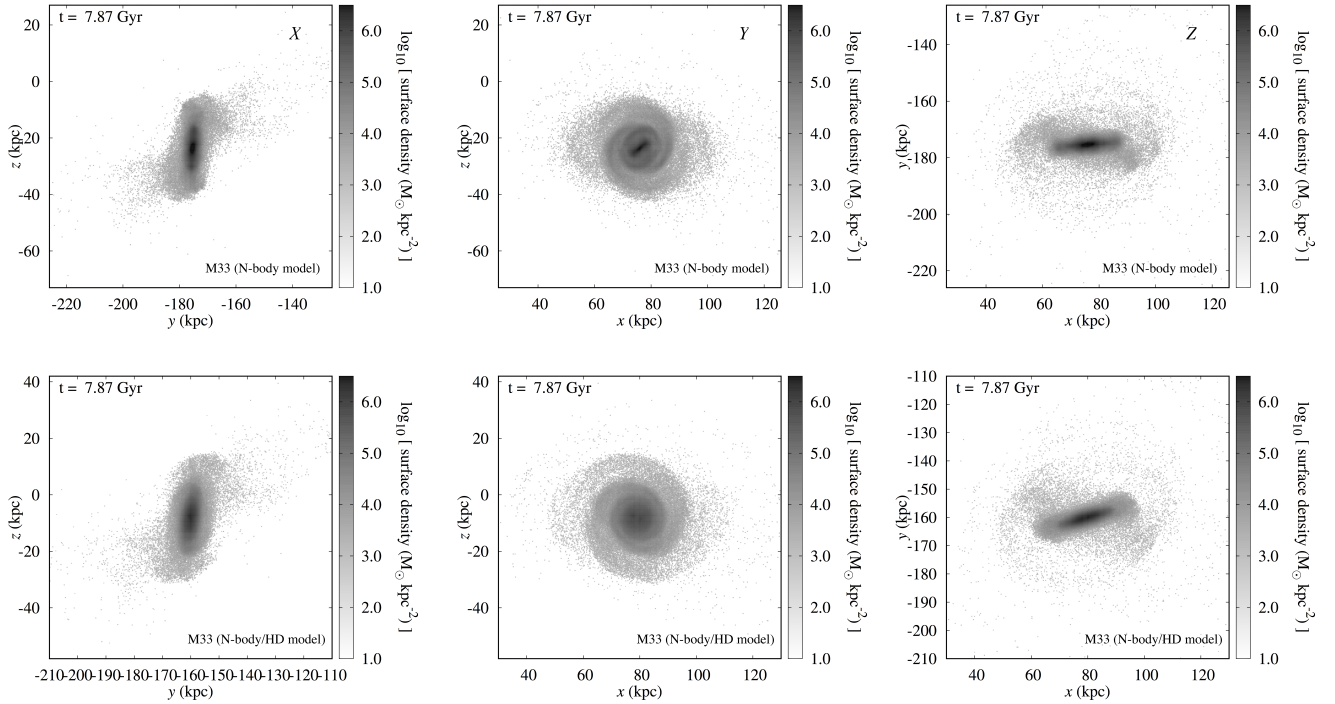 t = 7.87 Gyr
X
20
0
-20
-40
-60
z (kpc)
-220 -200 -180 -160 -140
y (kpc)
M33 (N-body model)
6.0
5.0
4.0
3.0
2.0
1.0
log10 [ surface density (M☉ kpc-2) ]
t = 7.87 Gyr
Y
20
0
-20
-40
-60
z (kpc)
40 60 80 100 120
x (kpc)
M33 (N-body model)
6.0
5.0
4.0
3.0
2.0
1.0
log10 [ surface density (M☉ kpc-2) ]
t = 7.87 Gyr
Z
-140
-160
-180
-200
-220
y (kpc)
40 60 80 100 120
x (kpc)
M33 (N-body model)
6.0
5.0
4.0
3.0
2.0
1.0
log10 [ surface density (M☉ kpc-2) ]
t = 7.87 Gyr
40
20
0
-20
-40
z (kpc)
-210-200-190-180-170-160-150-140-130-120-110
y (kpc)
M33 (N-body/HD model)
6.0
5.0
4.0
3.0
2.0
1.0
log10 [ surface density (M☉ kpc-2) ]
t = 7.87 Gyr
40
20
0
-20
-40
z (kpc)
40 60 80 100 120
x (kpc)
M33 (N-body/HD model)
6.0
5.0
4.0
3.0
2.0
1.0
log10 [ surface density (M☉ kpc-2) ]
t = 7.87 Gyr
-110
-120
-130
-140
-150
-160
-170
-180
-190
-200
-210
y (kpc)
40 60 80 100 120
x (kpc)
M33 (N-body/HD model)
6.0
5.0
4.0
3.0
2.0
1.0
log10 [ surface density (M☉ kpc-2) ]